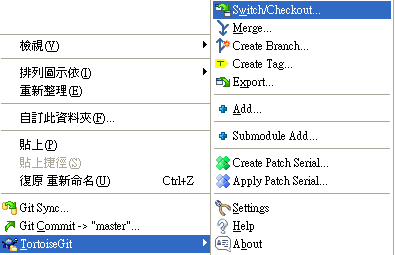 檢視(V)
排列圖示依(I)
重新整理(E)
自訂此資料夾(F)...
貼上(P)
貼上捷徑(S)
復原 重新命名(U) Ctrl+Z
Git Sync...
Git Commit -> "master"...
TortoiseGit
Switch/Checkout...
Merge...
Create Branch...
Create Tag...
Export...
Add...
Submodule Add...
Create Patch Serial...
Apply Patch Serial...
Settings
Help
About